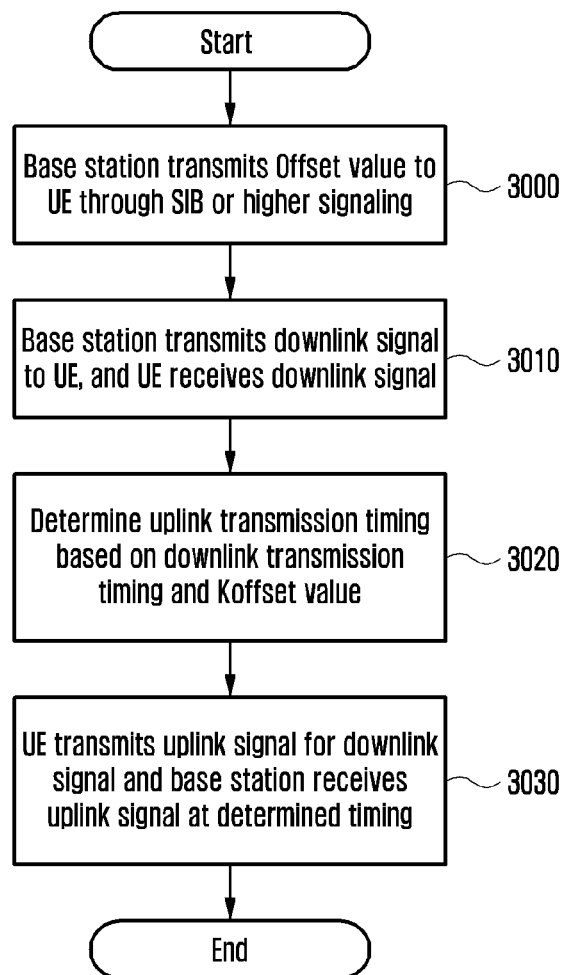 Start
Base station transmits Offset value to
UE through SIB or higher signaling
3000
Base station transmits downlink signal
to UE, and UE receives downlink signal
3010
Determine uplink transmission timing
based on downlink transmission
timing and Koffset value
3020
UE transmits uplink signal for downlink
signal and base station receives
uplink signal at determined timing
3030
End